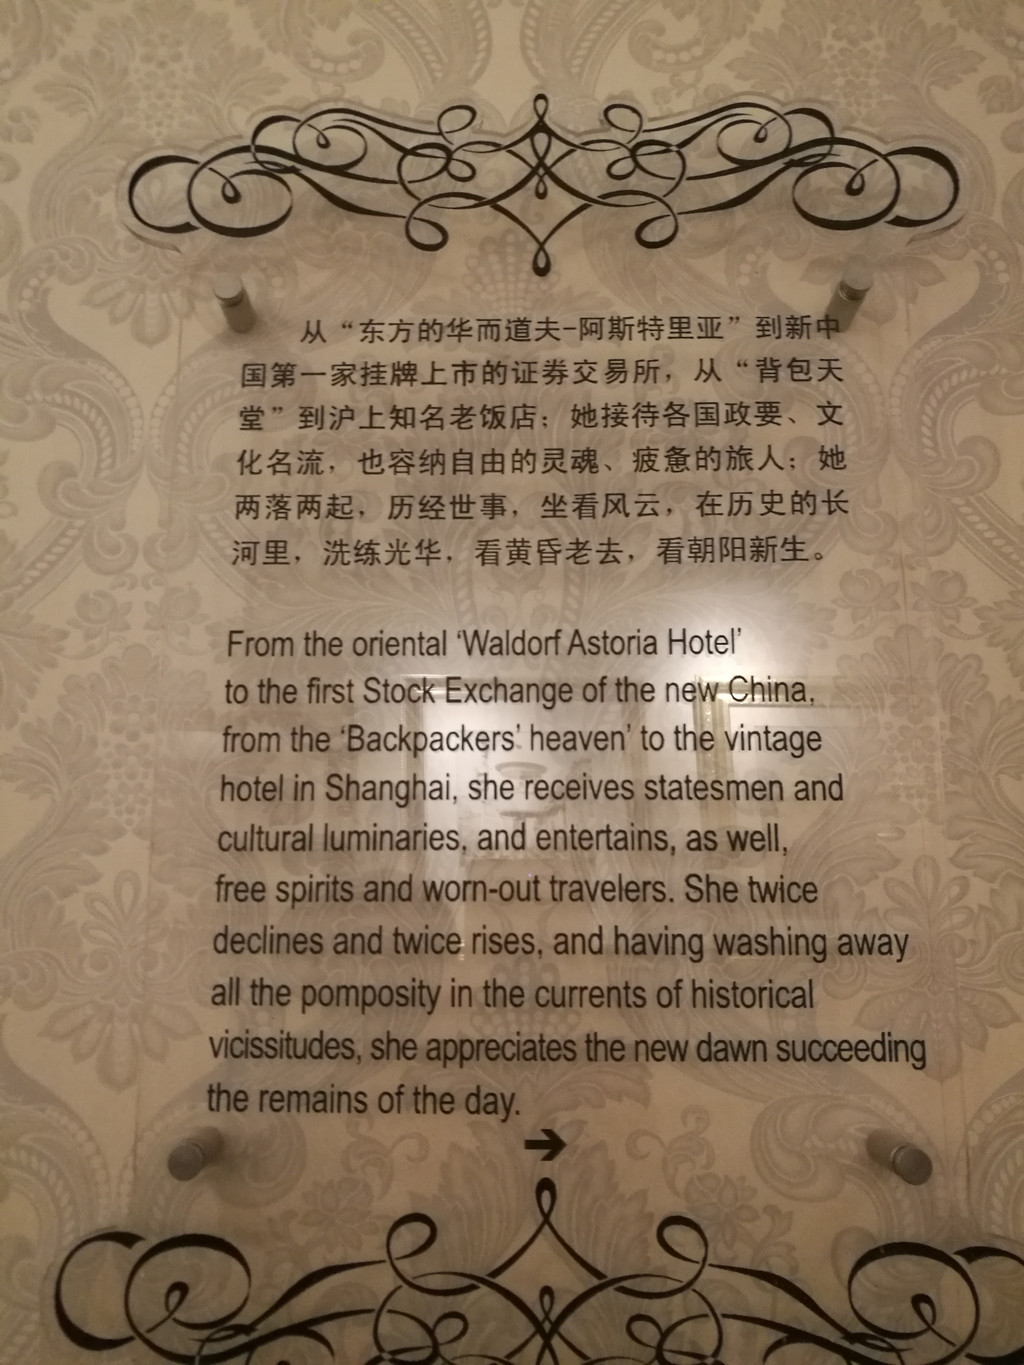 从“东方的华而道夫-阿斯特里亚”到新中
国第一家挂牌上市的证券交易所，从“背包天
堂”到沪上知名老饭店；她接待各国政要、文
化名流，也容纳自由的灵魂、疲惫的旅人；她
两落两起，历经世事，坐看风云，在历史的长
河里，洗练光华，看黄昏老去，看朝阳新生。
From the oriental ‘Waldorf Astoria Hotel’
to the first Stock Exchange of the new China,
from the ‘Backpackers’ heaven’ to the vintage
hotel in Shanghai, she receives statesmen and
cultural luminaries, and entertains, as well,
free spirits and worn-out travelers. She twice
declines and twice rises, and having washing away
all the pomposity in the currents of historical
vicissitudes, she appreciates the new dawn succeeding
the remains of the day.